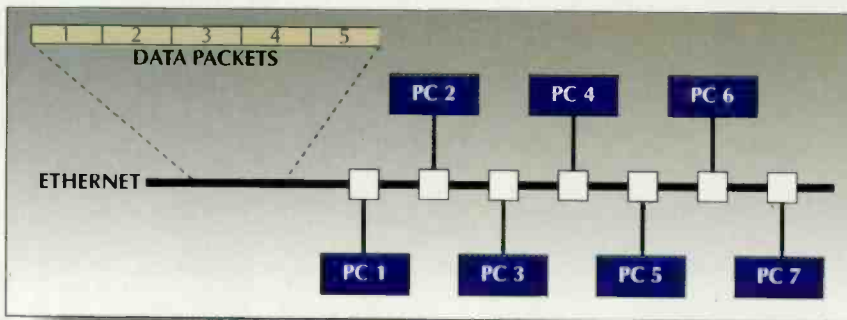 1 2 3 4 5
DATA PACKETS
PC 2 PC 4 PC 6
ETHERNET
PC 1 PC 3 PC 5 PC 7